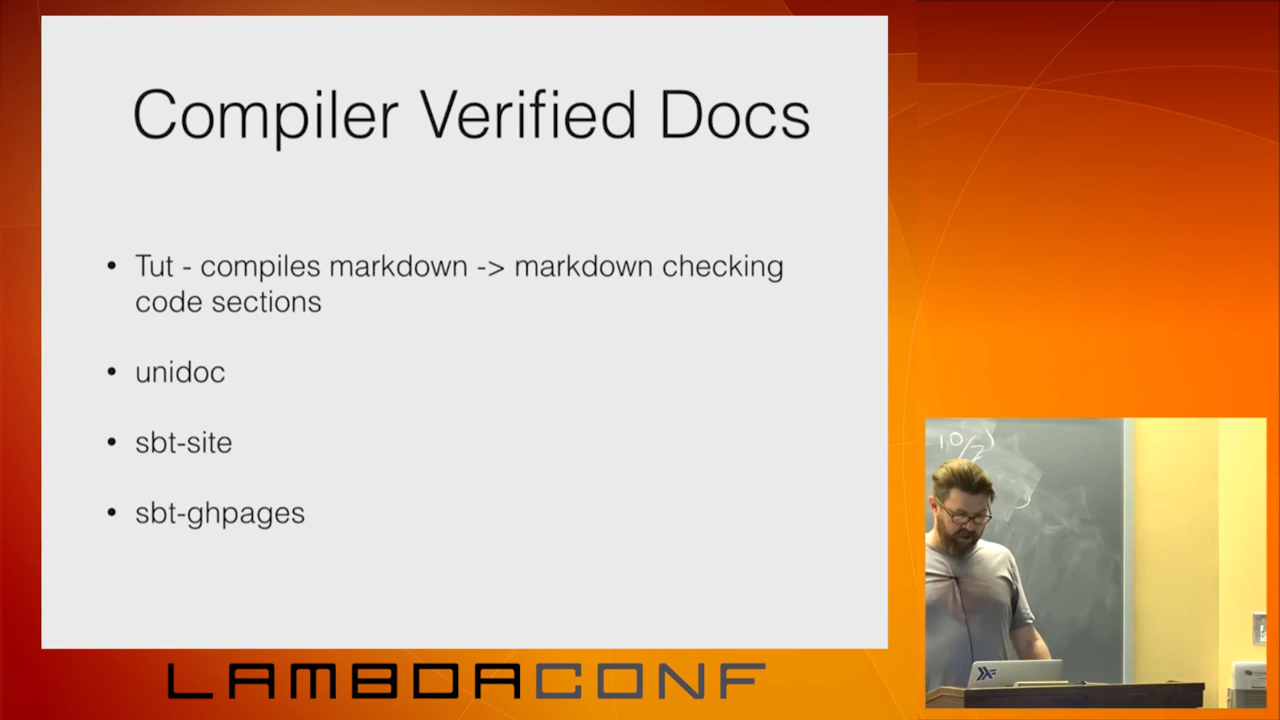 Compiler Verified Docs
• Tut - compiles markdown -> markdown checking
code sections
• unidoc
• sbt-site
• sbt-ghpages
LAMBDACONF